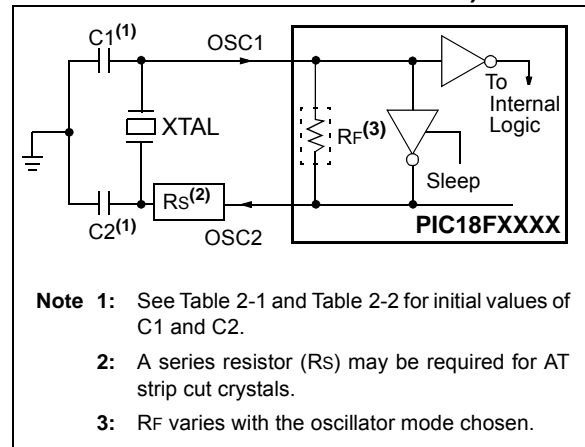 C1(1)
OSC1
To
Internal
Logic
XTAL
RF(3)
Sleep
RS(2)
C2(1)
OSC2
PIC18FXXXX
Note 1: See Table 2-1 and Table 2-2 for initial values of
C1 and C2.
2: A series resistor (RS) may be required for AT
strip cut crystals.
3: RF varies with the oscillator mode chosen.